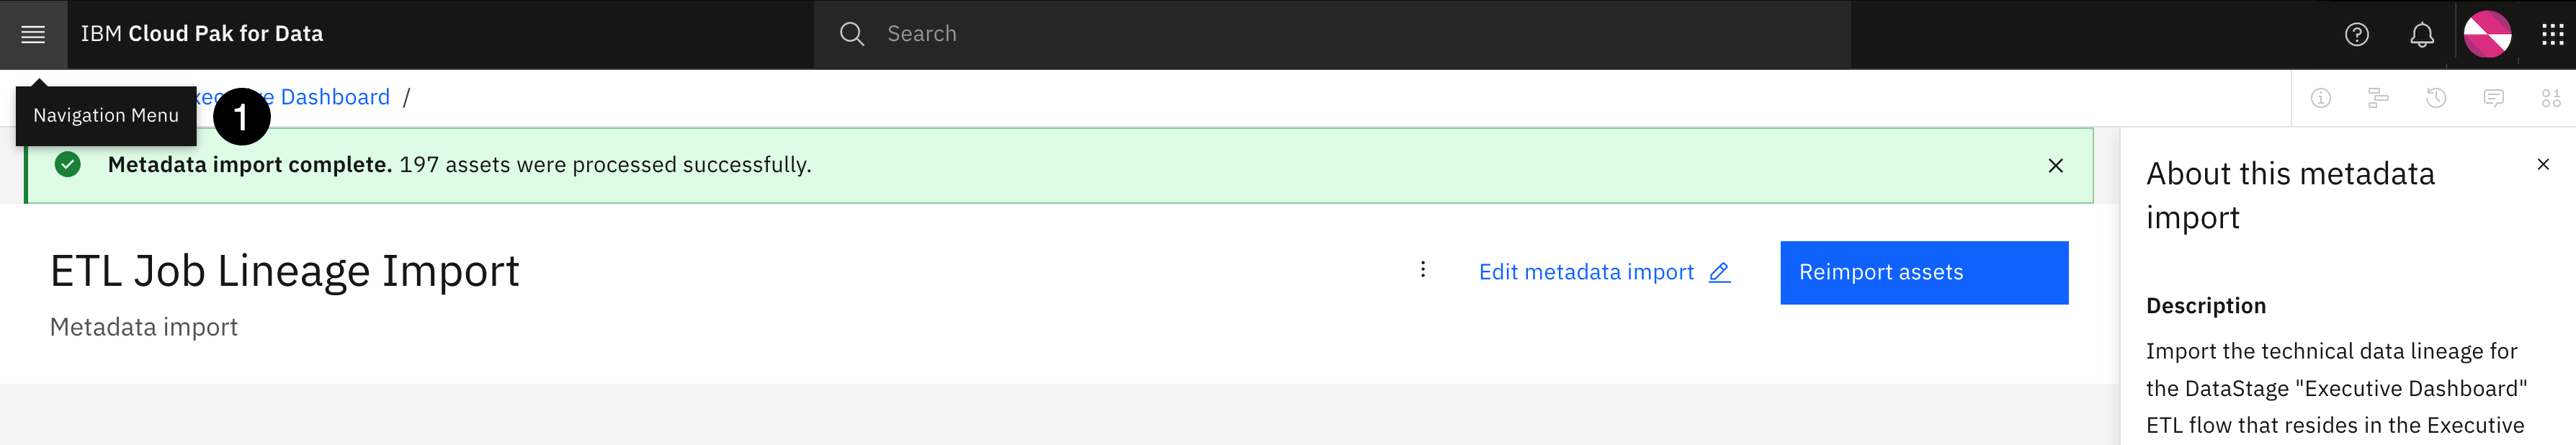 IBM Cloud Pak for Data
Search
Navigation Menu
1
Dashboard /
Metadata import complete. 197 assets were processed successfully.
ETL Job Lineage Import
Metadata import
Edit metadata import
Reimport assets
About this metadata
import
Description
Import the technical data lineage for
the DataStage "Executive Dashboard"
ETL flow that resides in the Executive